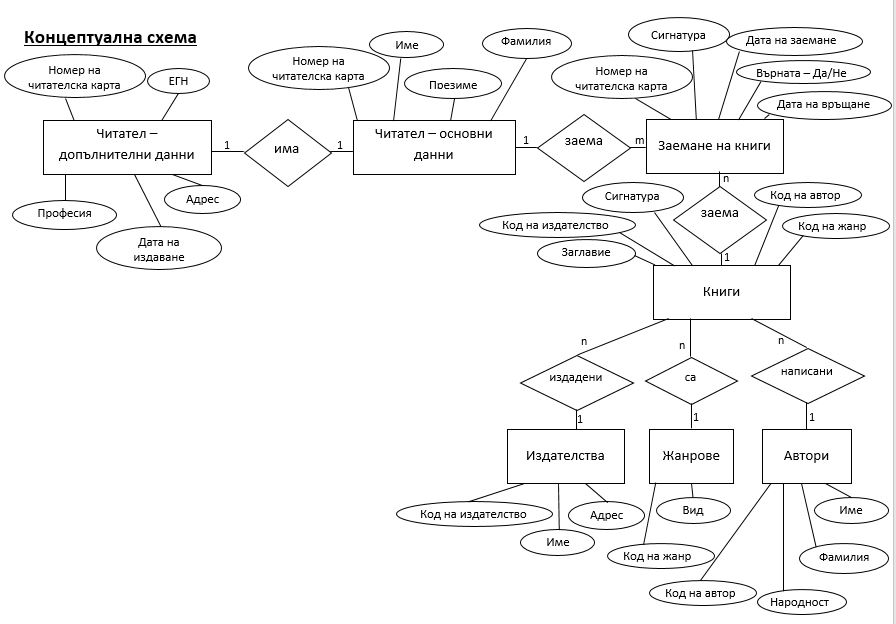 Концептуална схема
Номер на
читателска карта
ЕГН
Номер на
читателска карта
Име
Презиме
Фамилия
Номер на
читателска карта
Сигнатура
Дата на заемане
Върната – Да/Не
Дата на връщане
Читател –
допълнителни данни
1
има
1
Читател – основни
данни
1
заема
m
Заемане на книги
Професия
Дата на
издаване
Адрес
n
заема
1
Сигнатура
Код на издателство
Заглавие
Код на автор
Код на жанр
Книги
n
издадени
1
n
са
1
n
написани
1
Издателства
Жанрове
Автори
Код на издателство
Име
Адрес
Вид
Код на жанр
Код на автор
Народност
Фамилия
Име